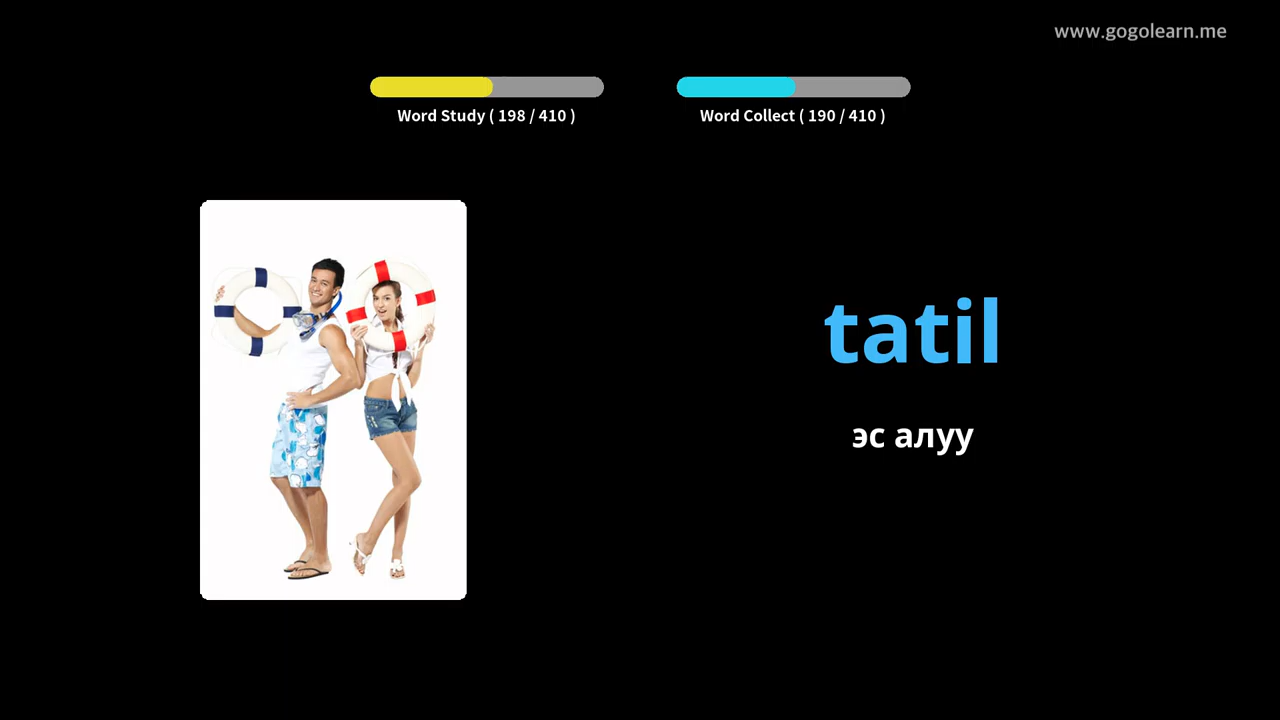 www.gogolearn.me
Word Study ( 198 / 410 )
Word Collect ( 190 / 410 )
tatil
эс алуу